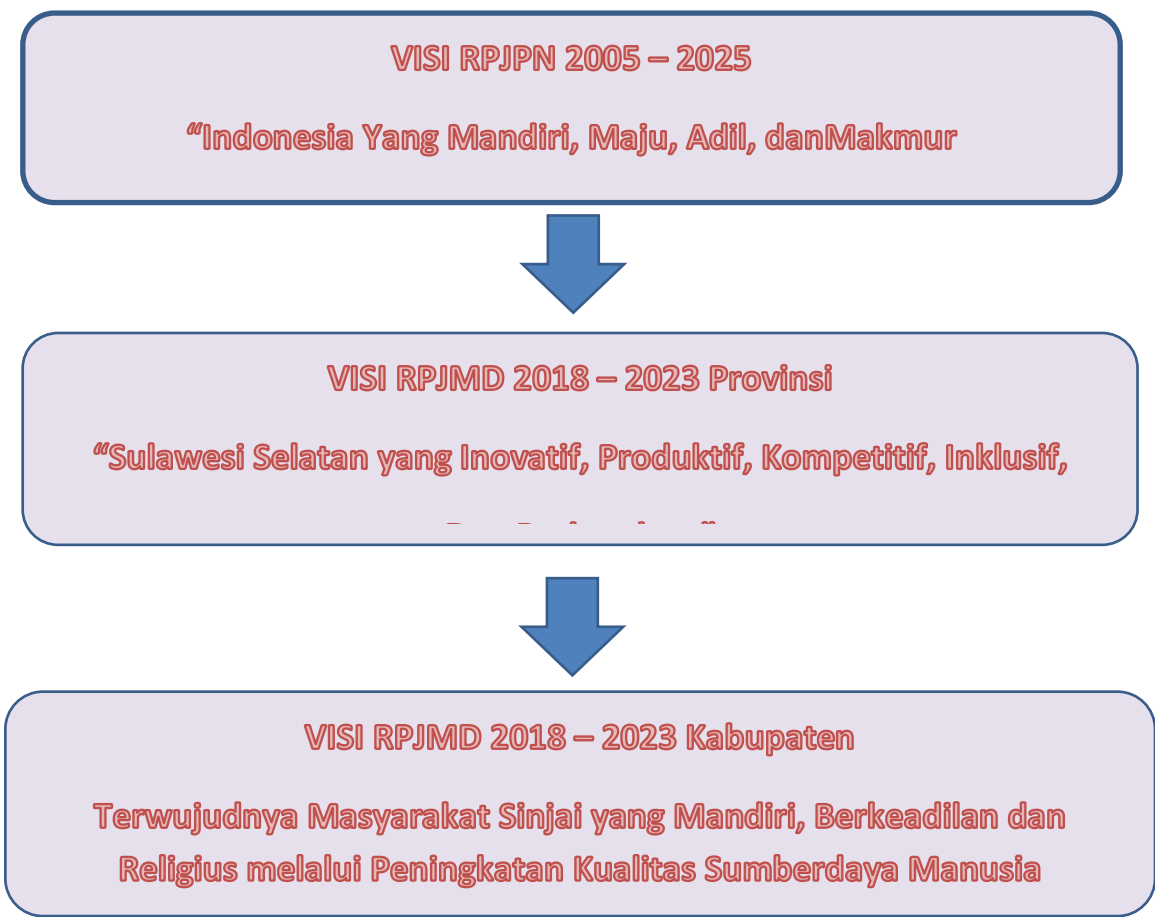 VISI RPJPN 2005 – 2025
“Indonesia Yang Mandiri, Maju, Adil, danMakmur
VISI RPJMD 2018 – 2023 Provinsi
“Sulawesi Selatan yang Inovatif, Produktif, Kompetitif, Inklusif,
VISI RPJMD 2018 – 2023 Kabupaten
Terwujudnya Masyarakat Sinjai yang Mandiri, Berkeadilan dan
Religius melalui Peningkatan Kualitas Sumberdaya Manusia